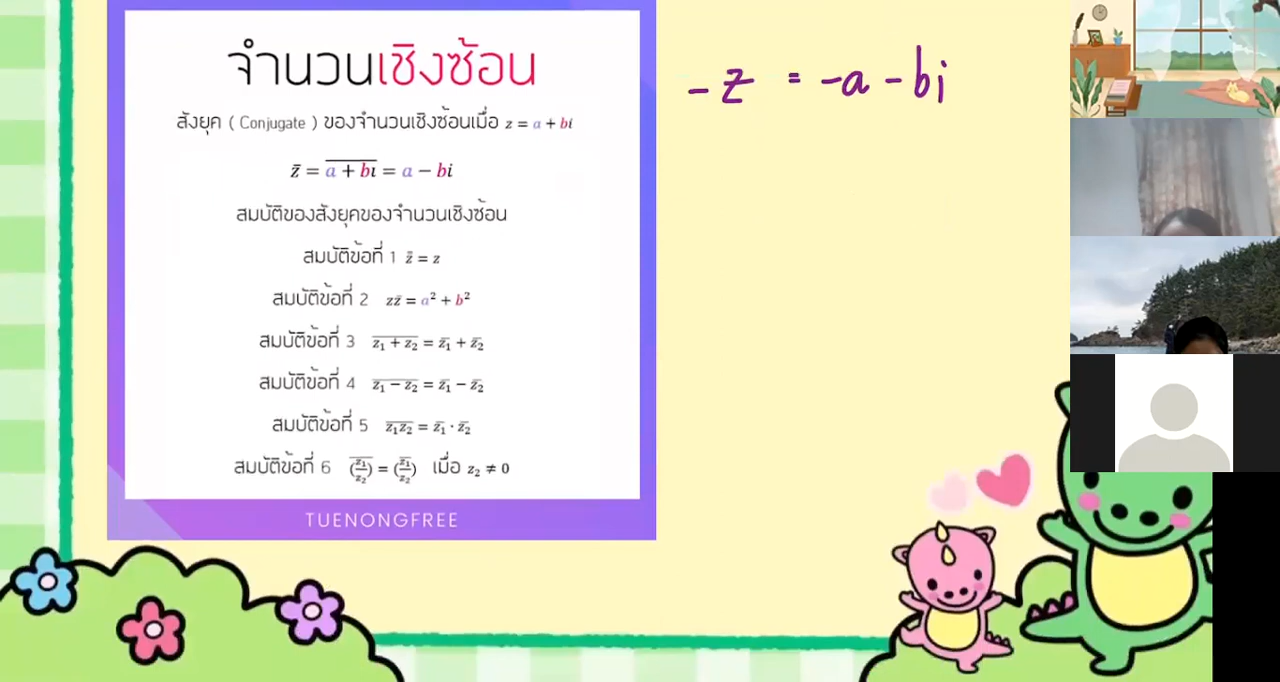 จำนวนเชิงซ้อน
สังยุค ( Conjugate ) ของจำนวนเชิงซ้อนเมื่อ z = a + bi
z̄ = \overline{a + bi} = a − bi
สมบัติของสังยุคของจำนวนเชิงซ้อน
สมบัติข้อที่ 1 z̄ = z
สมบัติข้อที่ 2 zz̄ = a² + b²
สมบัติข้อที่ 3 \overline{z₁ + z₂} = z̄₁ + z̄₂
สมบัติข้อที่ 4 \overline{z₁ − z₂} = z̄₁ − z̄₂
สมบัติข้อที่ 5 \overline{z₁z₂} = z̄₁ · z̄₂
สมบัติข้อที่ 6 \overline{(z₁/z₂)} = (z̄₁/z̄₂) เมื่อ z₂ ≠ 0
TUENONGFREE
-z = -a - bi